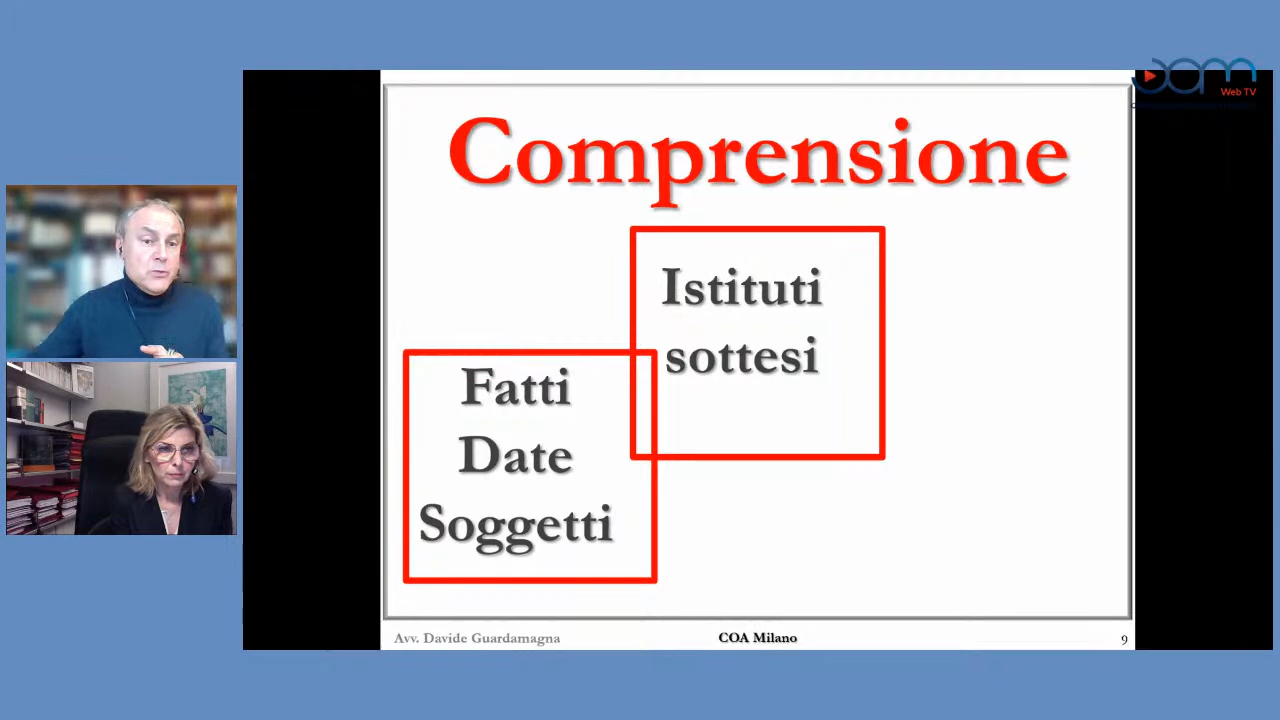 Web TV
Comprensione
Istituti
sottesi
Fatti
Date
Soggetti
Avv. Davide Guardamagna
COA Milano
9